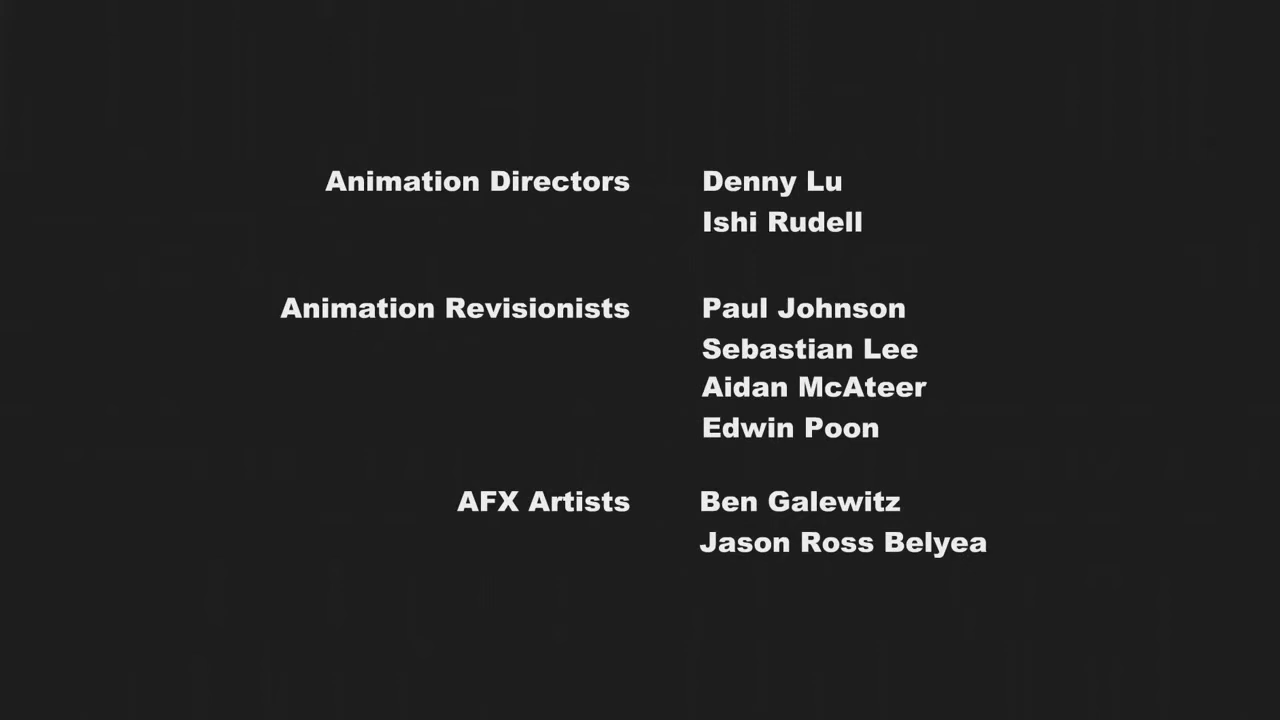 Animation Directors Denny Lu
Ishi Rudell
Animation Revisionists Paul Johnson
Sebastian Lee
Aidan McAteer
Edwin Poon
AFX Artists Ben Galewitz
Jason Ross Belyea